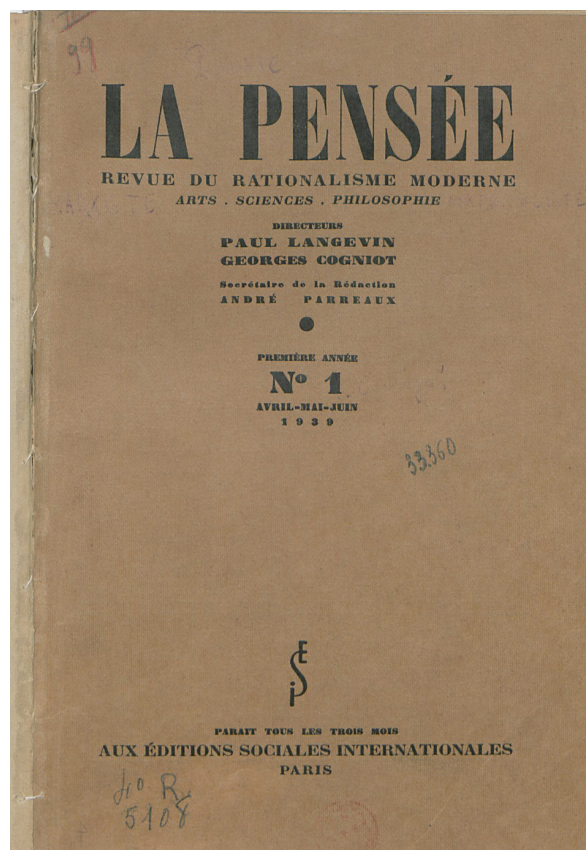 99
LA PENSÉE
REVUE DU RATIONALISME MODERNE
ARTS . SCIENCES . PHILOSOPHIE
DIRECTEURS
PAUL LANGEVIN
GEORGES COGNIOT
Secrétaire de la Rédaction
ANDRÉ PARREAUX
PREMIÈRE ANNÉE
Nº 1
AVRIL-MAI-JUIN
1939
33360
ESI
PARAIT TOUS LES TROIS MOIS
AUX ÉDITIONS SOCIALES INTERNATIONALES
PARIS
4º R
5108